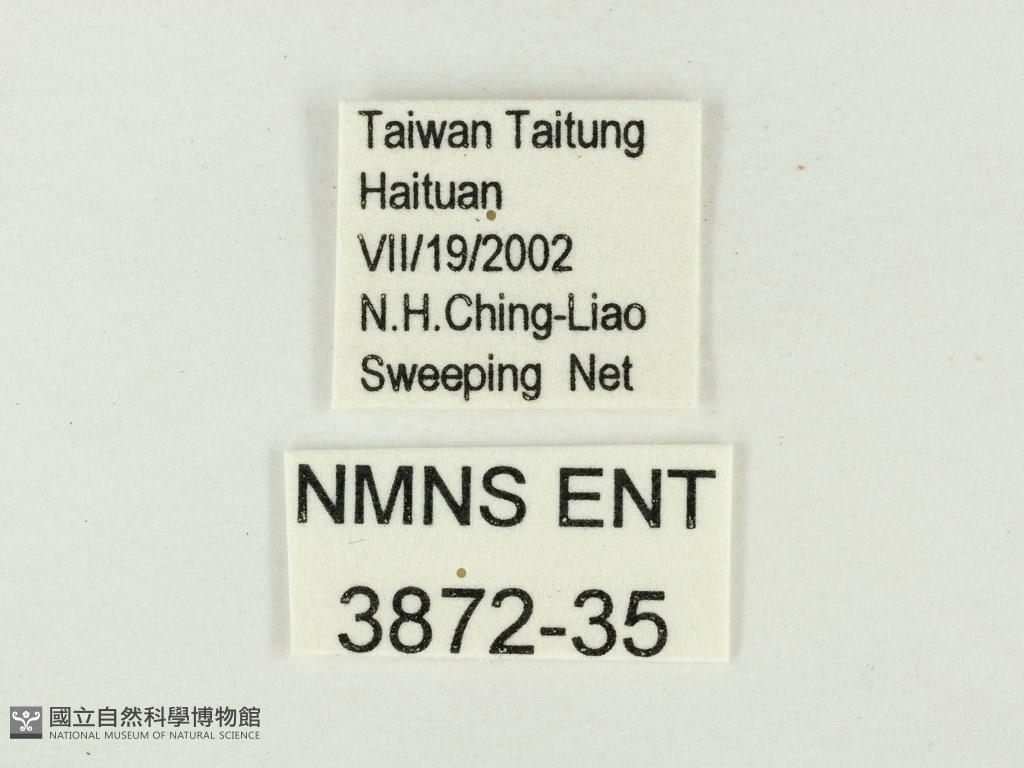 Taiwan Taitung
Haituan
VII/19/2002
N.H.Ching-Liao
Sweeping Net
NMNS ENT
3872-35
國立自然科學博物館
NATIONAL MUSEUM OF NATURAL SCIENCE